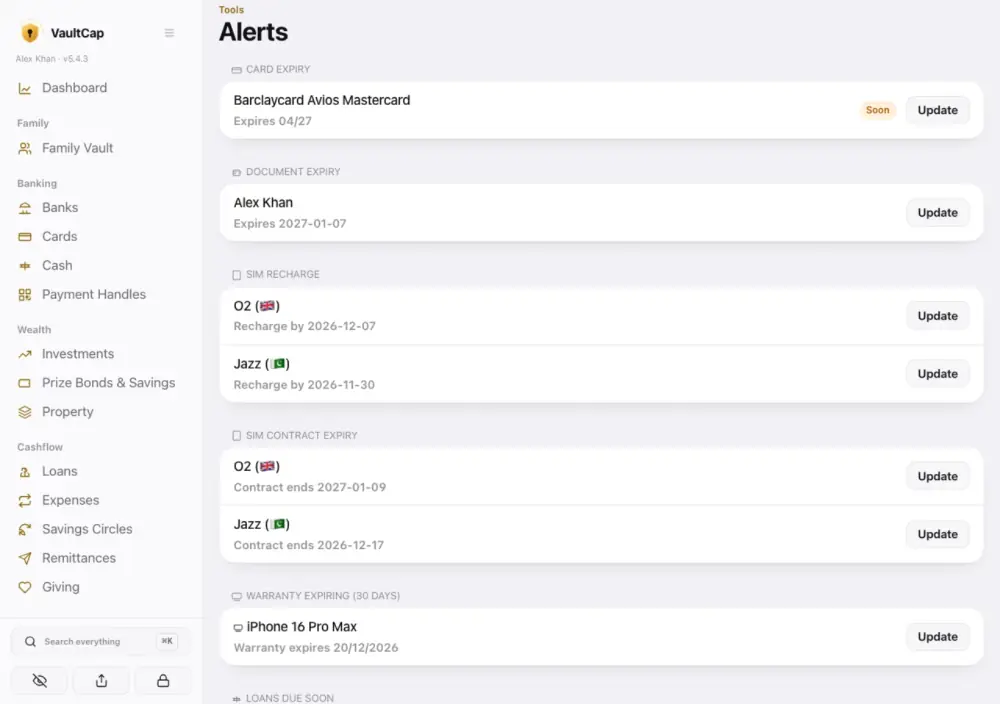 VaultCap
Alex Khan · v5.4.3
Dashboard
Family
Family Vault
Banking
Banks
Cards
Cash
Payment Handles
Wealth
Investments
Prize Bonds & Savings
Property
Cashflow
Loans
Expenses
Savings Circles
Remittances
Giving
Search everything ⌘K
Tools
Alerts
CARD EXPIRY
Barclaycard Avios Mastercard
Expires 04/27
Soon
Update
DOCUMENT EXPIRY
Alex Khan
Expires 2027-01-07
Update
SIM RECHARGE
O2 (🇬🇧)
Recharge by 2026-12-07
Update
Jazz (🇵🇰)
Recharge by 2026-11-30
Update
SIM CONTRACT EXPIRY
O2 (🇬🇧)
Contract ends 2027-01-09
Update
Jazz (🇵🇰)
Contract ends 2026-12-17
Update
WARRANTY EXPIRING (30 DAYS)
iPhone 16 Pro Max
Warranty expires 20/12/2026
Update
LOANS DUE SOON